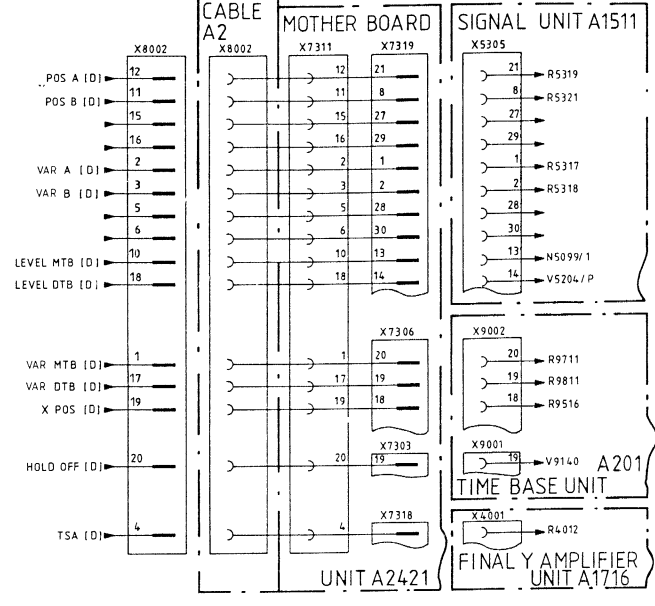 CABLE A2
MOTHER BOARD
SIGNAL UNIT A1511
X8002 X8002 X7311 X7319 X5305
POS A [D] 12 12 21 21 R5319
POS B [D] 11 11 8 8 R5321
15 15 27 27
16 16 29 29
VAR A [D] 2 2 1 1 R5317
VAR B [D] 3 3 2 2 R5318
5 5 28 28
6 6 30 30
LEVEL MTB [D] 10 10 13 13 N5099/1
LEVEL DTB [D] 18 18 14 14 V5204/P
X7306 X9002
VAR MTB [D] 1 1 20 20 R9711
VAR DTB [D] 17 17 19 19 R9811
X POS [D] 19 19 18 18 R9516
X7303 X9001
HOLD OFF [D] 20 20 19 19 V9140 A201
TIME BASE UNIT
X7318 X4001
TSA [D] 4 4 R4012
FINAL Y AMPLIFIER
UNIT A2421 UNIT A1716